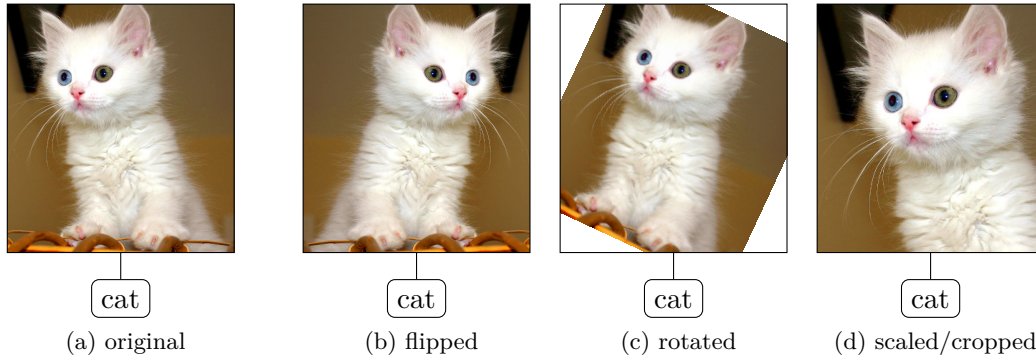 cat cat cat cat
(a) original (b) flipped (c) rotated (d) scaled/cropped